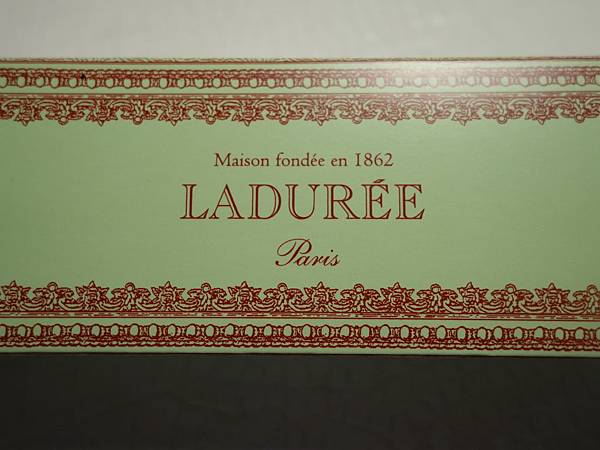 Maison fondée en 1862
LADURÉE
Paris